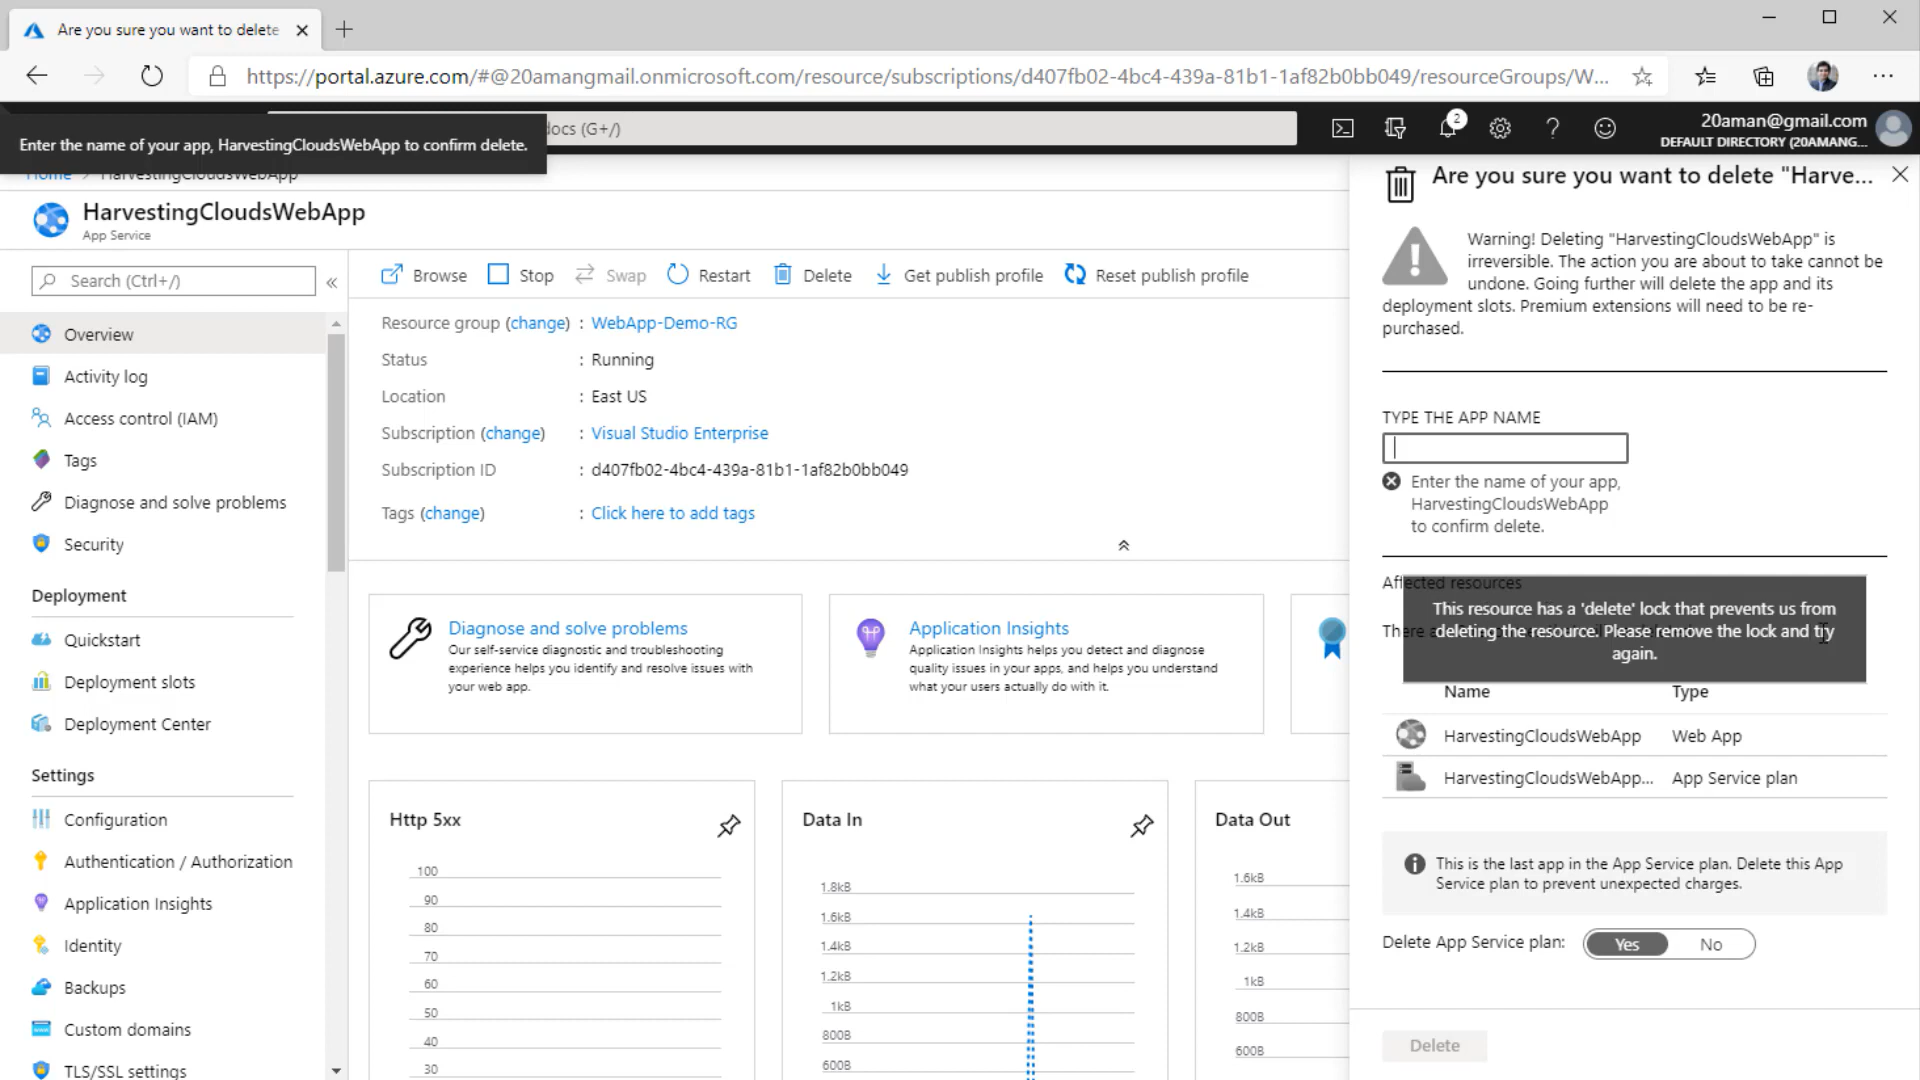 Are you sure you want to delete
https://portal.azure.com/#@20amangmail.onmicrosoft.com/resource/subscriptions/d407fb02-4bc4-439a-81b1-1af82b0bb049/resourceGroups/W...
Enter the name of your app, HarvestingCloudsWebApp to confirm delete.
docs (G+/)
2
20aman@gmail.com
DEFAULT DIRECTORY (20AMANG...
Home > HarvestingCloudsWebApp
HarvestingCloudsWebApp
App Service
Search (Ctrl+/)
«
Overview
Activity log
Access control (IAM)
Tags
Diagnose and solve problems
Security
Deployment
Quickstart
Deployment slots
Deployment Center
Settings
Configuration
Authentication / Authorization
Application Insights
Identity
Backups
Custom domains
TLS/SSL settings
Browse
Stop
Swap
Restart
Delete
Get publish profile
Reset publish profile
Resource group (change) : WebApp-Demo-RG
Status : Running
Location : East US
Subscription (change) : Visual Studio Enterprise
Subscription ID : d407fb02-4bc4-439a-81b1-1af82b0bb049
Tags (change) : Click here to add tags
Diagnose and solve problems
Our self-service diagnostic and troubleshooting
experience helps you identify and resolve issues with
your web app.
Application Insights
Application Insights helps you detect and diagnose
quality issues in your apps, and helps you understand
what your users actually do with it.
Http 5xx
100
90
80
70
60
50
40
30
Data In
1.8kB
1.6kB
1.4kB
1.2kB
1kB
800B
600B
Data Out
1.6kB
1.4kB
1.2kB
1kB
800B
600B
Are you sure you want to delete "Harve...
Warning! Deleting "HarvestingCloudsWebApp" is
irreversible. The action you are about to take cannot be
undone. Going further will delete the app and its
deployment slots. Premium extensions will need to be re-
purchased.
TYPE THE APP NAME
Enter the name of your app,
HarvestingCloudsWebApp
to confirm delete.
Affected resources
This resource has a 'delete' lock that prevents us from
deleting the resource. Please remove the lock and try
again.
Name Type
HarvestingCloudsWebApp Web App
HarvestingCloudsWebApp... App Service plan
This is the last app in the App Service plan. Delete this App
Service plan to prevent unexpected charges.
Delete App Service plan: Yes No
Delete